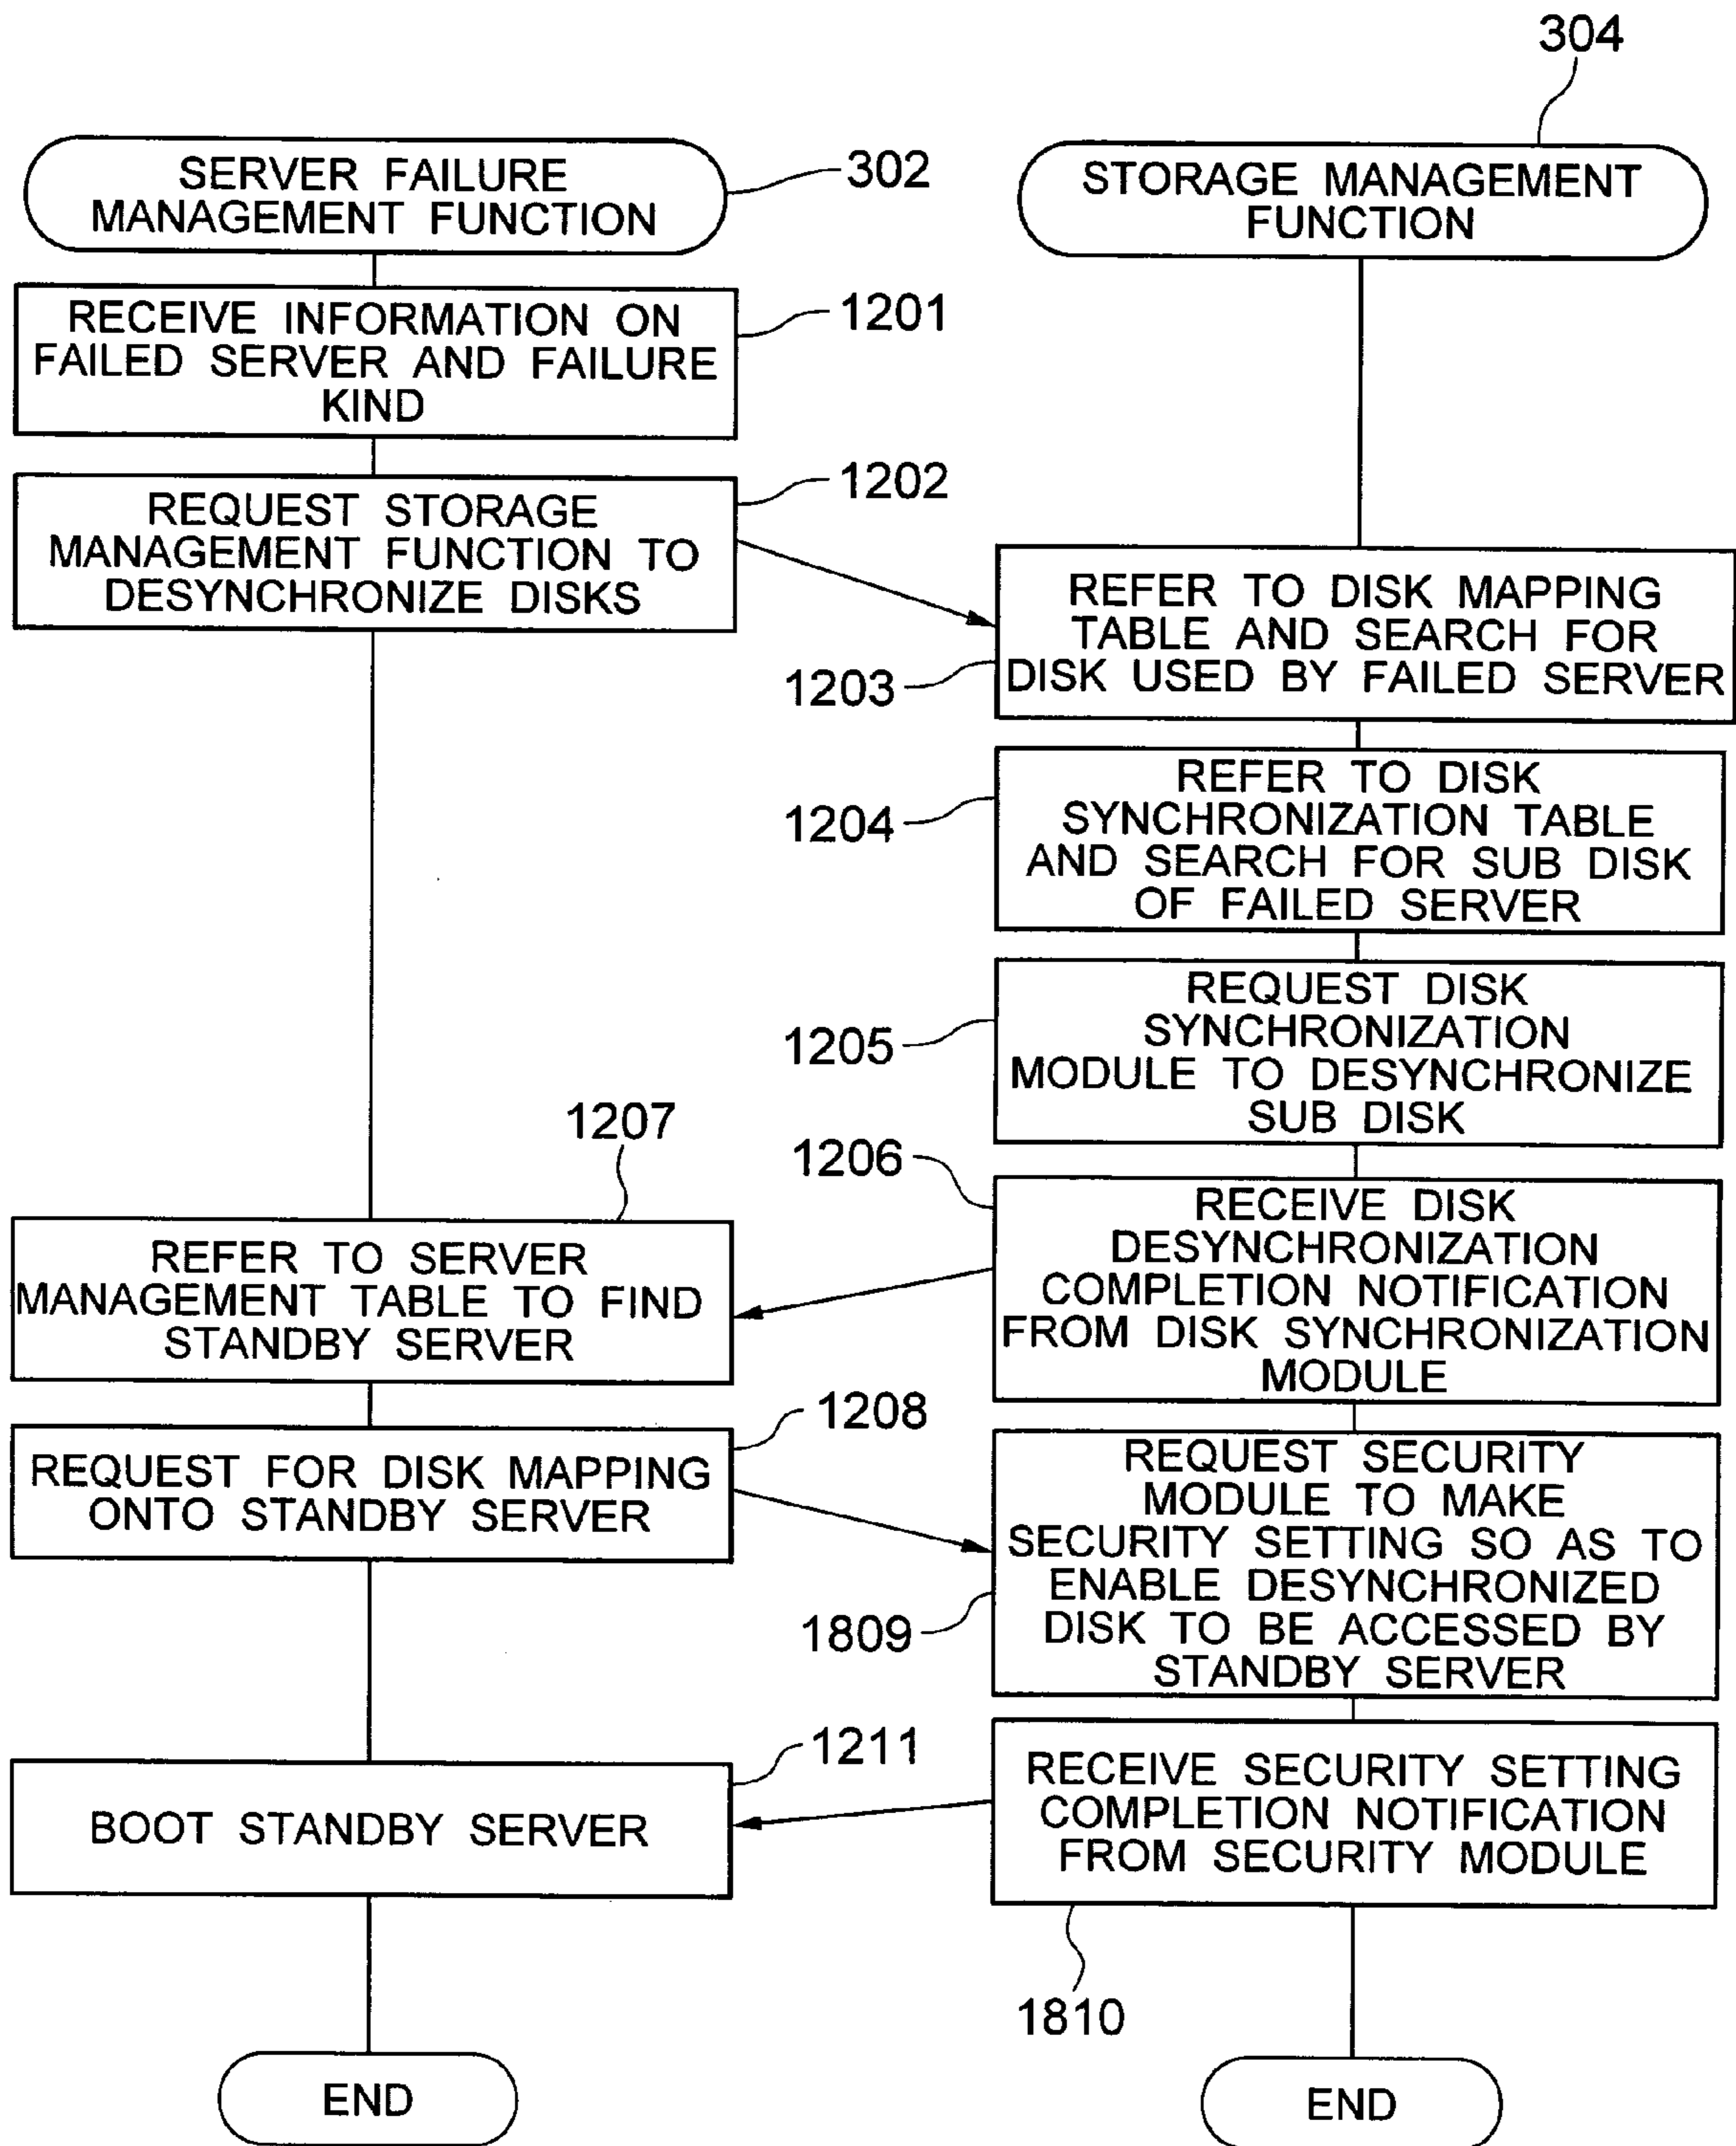 304
SERVER FAILURE
MANAGEMENT FUNCTION
302
STORAGE MANAGEMENT
FUNCTION
RECEIVE INFORMATION ON
FAILED SERVER AND FAILURE
KIND
1201
REQUEST STORAGE
MANAGEMENT FUNCTION TO
DESYNCHRONIZE DISKS
1202
REFER TO DISK MAPPING
TABLE AND SEARCH FOR
DISK USED BY FAILED SERVER
1203
REFER TO DISK
SYNCHRONIZATION TABLE
AND SEARCH FOR SUB DISK
OF FAILED SERVER
1204
REQUEST DISK
SYNCHRONIZATION
MODULE TO DESYNCHRONIZE
SUB DISK
1205
1206
RECEIVE DISK
DESYNCHRONIZATION
COMPLETION NOTIFICATION
FROM DISK SYNCHRONIZATION
MODULE
1207
REFER TO SERVER
MANAGEMENT TABLE TO FIND
STANDBY SERVER
1208
REQUEST FOR DISK MAPPING
ONTO STANDBY SERVER
REQUEST SECURITY
MODULE TO MAKE
SECURITY SETTING SO AS TO
ENABLE DESYNCHRONIZED
DISK TO BE ACCESSED BY
STANDBY SERVER
1809
1211
BOOT STANDBY SERVER
RECEIVE SECURITY SETTING
COMPLETION NOTIFICATION
FROM SECURITY MODULE
1810
END
END